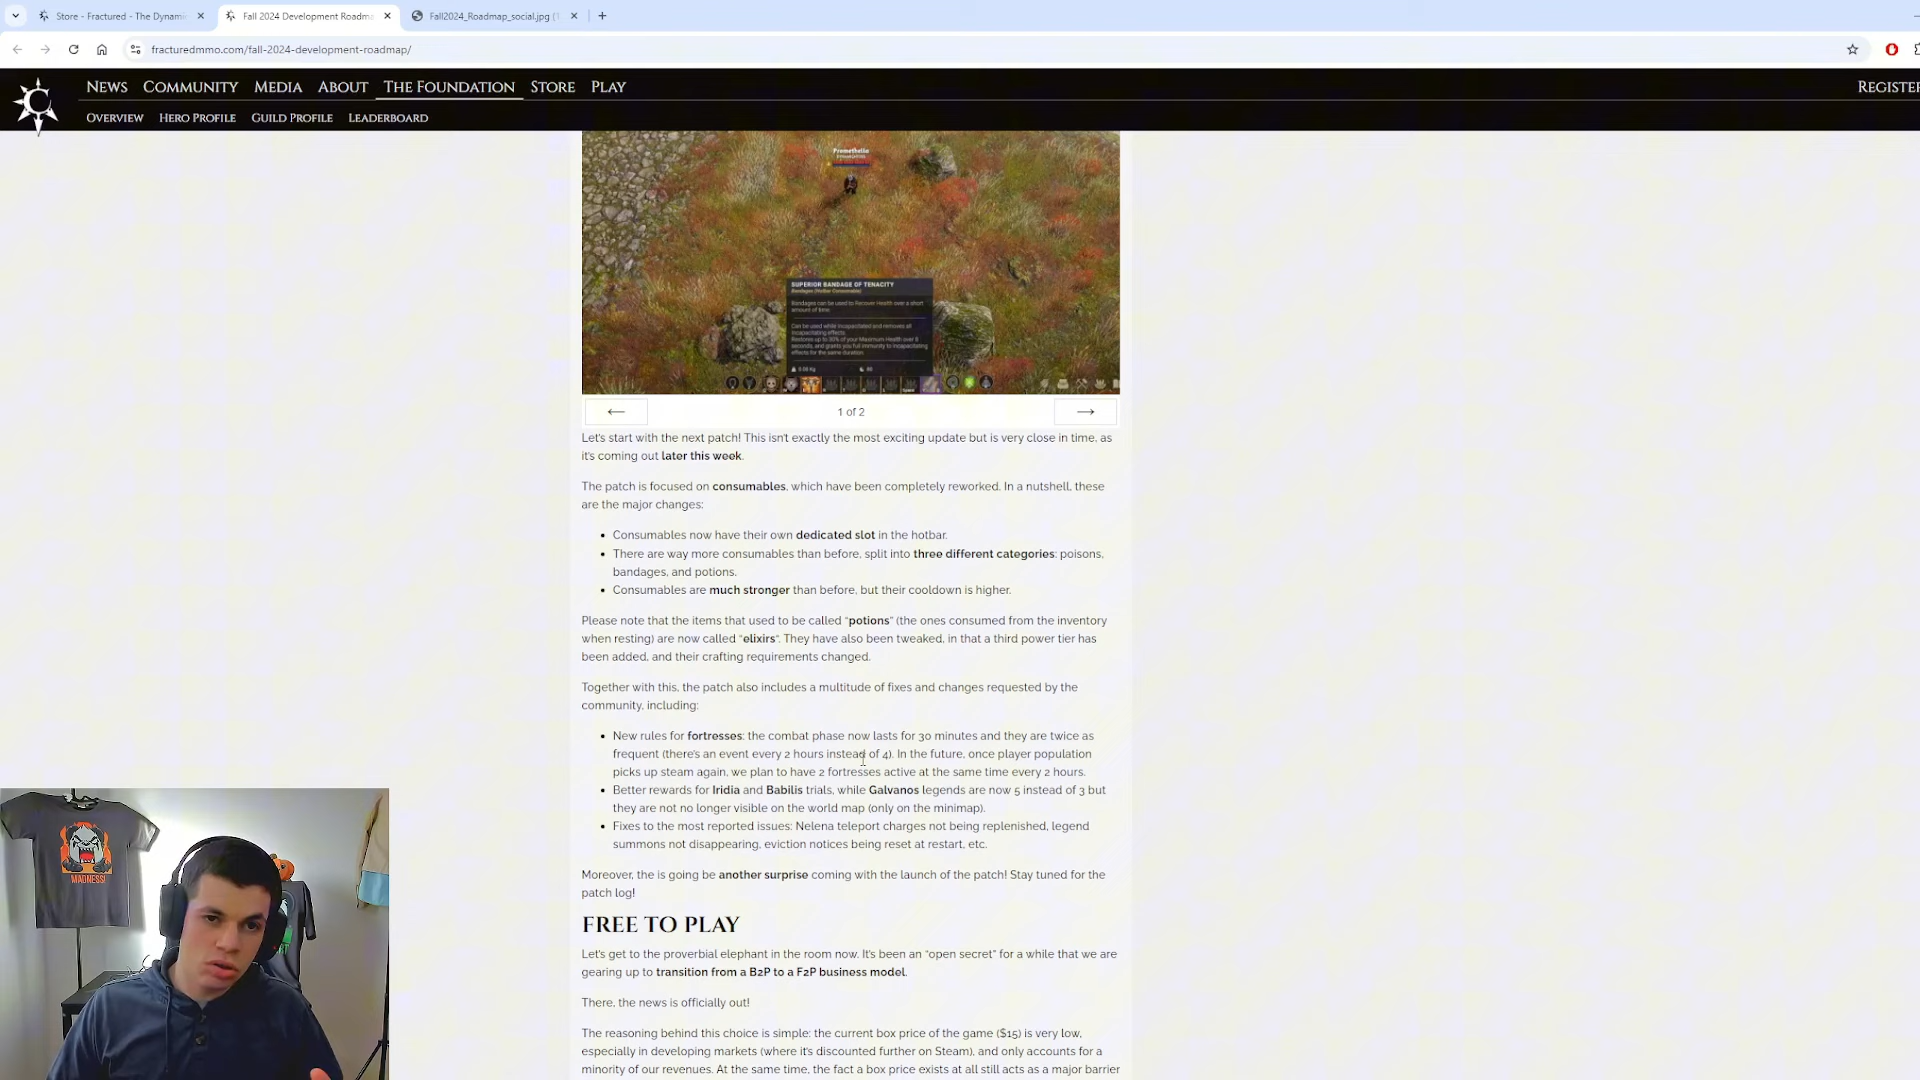 Store - Fractured - The Dynami
Fall 2024 Development Roadma
Fall2024_Roadmap_social.jpg (1
fracturedmmo.com/fall-2024-development-roadmap/
NEWS COMMUNITY MEDIA ABOUT THE FOUNDATION STORE PLAY
REGISTER
OVERVIEW HERO PROFILE GUILD PROFILE LEADERBOARD
Promethello
SUPERIOR BANDAGE OF TENACITY
Bandages (Hotbar Consumable)
Bandages can be used to Recover Health over a short
amount of time
Can be used while incapacitated and removes all
incapacitating effects.
Restores up to 30% of your Maximum Health over 8
seconds, and grants you full immunity to incapacitating
effects for the same duration.
← 1 of 2 →
Let's start with the next patch! This isn't exactly the most exciting update but is very close in time, as
it's coming out later this week.
The patch is focused on consumables, which have been completely reworked. In a nutshell, these
are the major changes:
• Consumables now have their own dedicated slot in the hotbar.
• There are way more consumables than before, split into three different categories: poisons,
bandages, and potions.
• Consumables are much stronger than before, but their cooldown is higher.
Please note that the items that used to be called "potions" (the ones consumed from the inventory
when resting) are now called "elixirs". They have also been tweaked, in that a third power tier has
been added, and their crafting requirements changed.
Together with this, the patch also includes a multitude of fixes and changes requested by the
community, including:
• New rules for fortresses: the combat phase now lasts for 30 minutes and they are twice as
frequent (there's an event every 2 hours instead of 4). In the future, once player population
picks up steam again, we plan to have 2 fortresses active at the same time every 2 hours.
• Better rewards for Iridia and Babilis trials, while Galvanos legends are now 5 instead of 3 but
they are not no longer visible on the world map (only on the minimap).
• Fixes to the most reported issues: Nelena teleport charges not being replenished, legend
summons not disappearing, eviction notices being reset at restart, etc.
Moreover, the is going be another surprise coming with the launch of the patch! Stay tuned for the
patch log!
FREE TO PLAY
Let's get to the proverbial elephant in the room now. It's been an "open secret" for a while that we are
gearing up to transition from a B2P to a F2P business model.
There, the news is officially out!
The reasoning behind this choice is simple: the current box price of the game ($15) is very low,
especially in developing markets (where it's discounted further on Steam), and only accounts for a
minority of our revenues. At the same time, the fact a box price exists at all still acts as a major barrier
MADNESS!